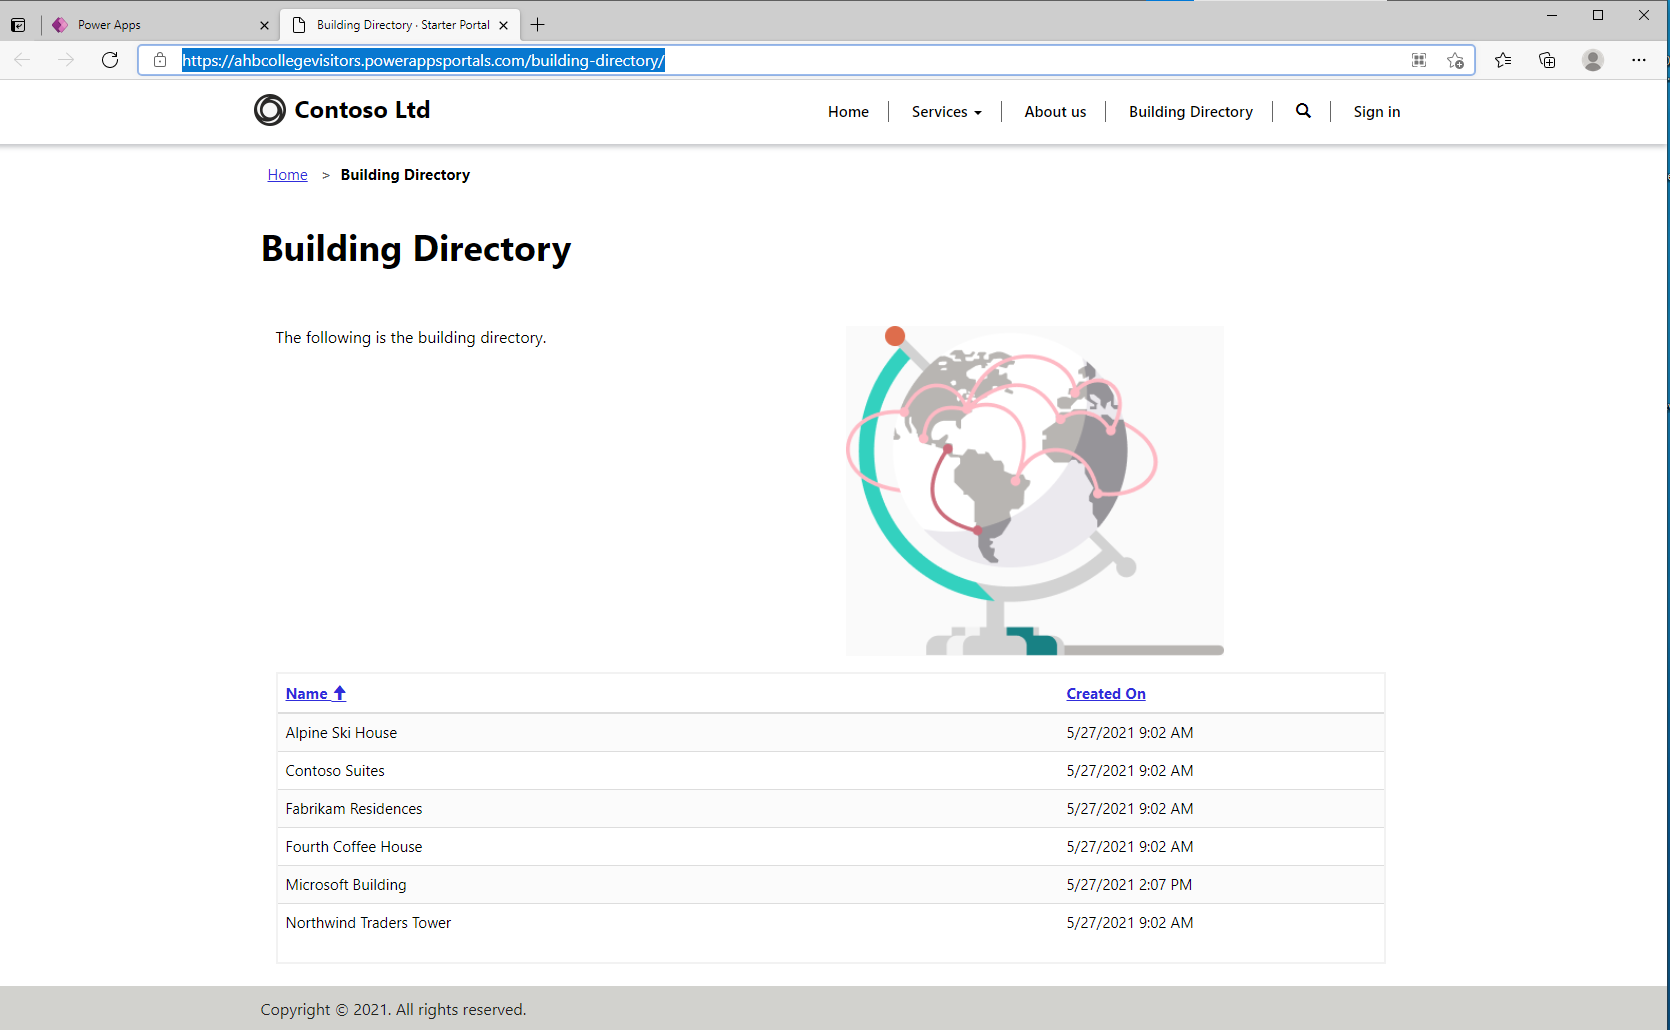 Power Apps
Building Directory · Starter Portal
https://ahbcollegevisitors.powerappsportals.com/building-directory/
Contoso Ltd
Home Services About us Building Directory Sign in
Home > Building Directory
Building Directory
The following is the building directory.
Name Created On
Alpine Ski House 5/27/2021 9:02 AM
Contoso Suites 5/27/2021 9:02 AM
Fabrikam Residences 5/27/2021 9:02 AM
Fourth Coffee House 5/27/2021 9:02 AM
Microsoft Building 5/27/2021 2:07 PM
Northwind Traders Tower 5/27/2021 9:02 AM
Copyright © 2021. All rights reserved.